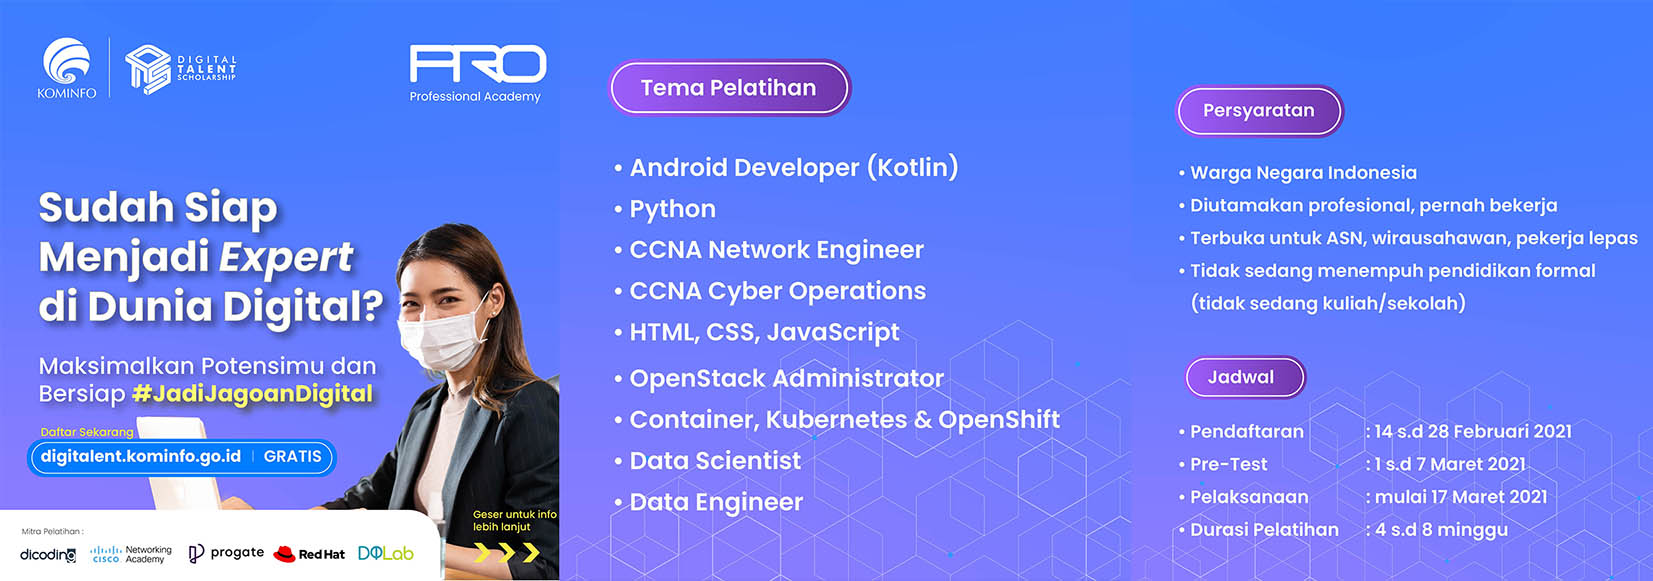 KOMINFO
DIGITAL
TALENT
SCHOLARSHIP
PRO
Professional Academy
Sudah Siap
Menjadi Expert
di Dunia Digital?
Maksimalkan Potensimu dan
Bersiap #JadiJagoanDigital
Daftar Sekarang
digitalent.kominfo.go.id | GRATIS
Mitra Pelatihan :
dicoding
cisco Networking
Academy
progate
Red Hat
DQLab
Geser untuk info
lebih lanjut
Tema Pelatihan
• Android Developer (Kotlin)
• Python
• CCNA Network Engineer
• CCNA Cyber Operations
• HTML, CSS, JavaScript
• OpenStack Administrator
• Container, Kubernetes & OpenShift
• Data Scientist
• Data Engineer
Persyaratan
• Warga Negara Indonesia
• Diutamakan profesional, pernah bekerja
• Terbuka untuk ASN, wirausahawan, pekerja lepas
• Tidak sedang menempuh pendidikan formal
(tidak sedang kuliah/sekolah)
Jadwal
• Pendaftaran : 14 s.d 28 Februari 2021
• Pre-Test : 1 s.d 7 Maret 2021
• Pelaksanaan : mulai 17 Maret 2021
• Durasi Pelatihan : 4 s.d 8 minggu